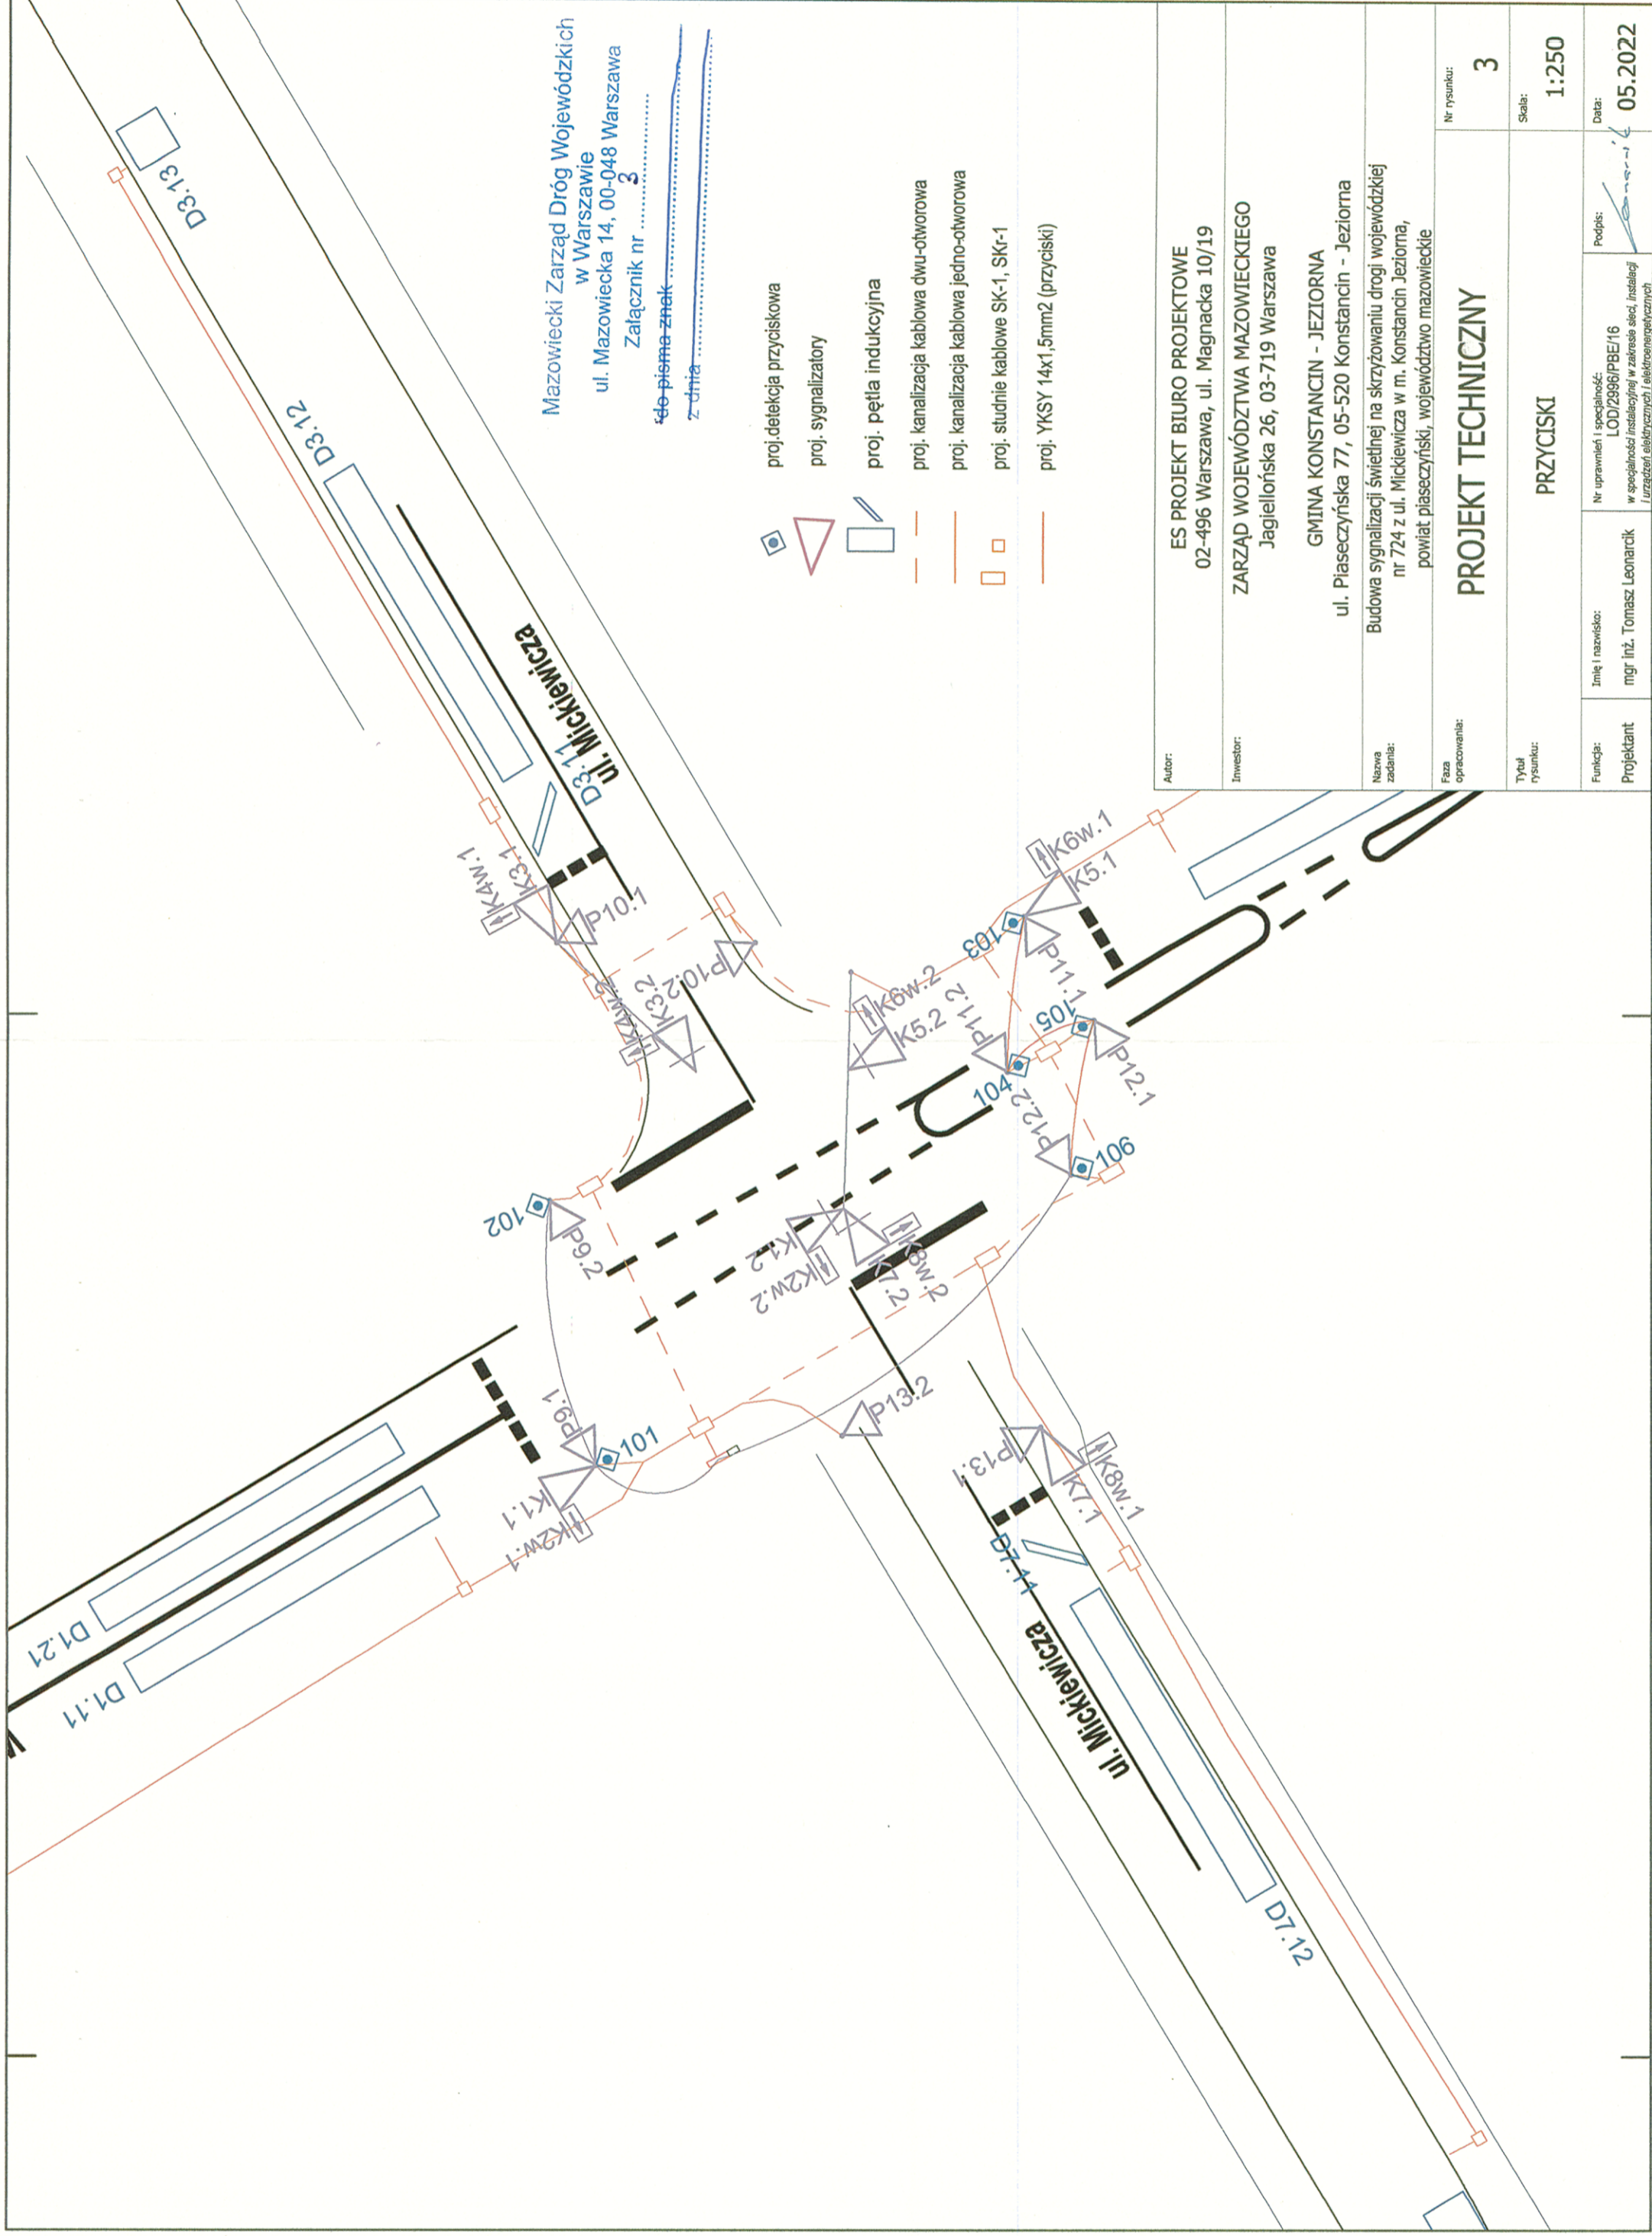 Mazowiecki Zarząd Dróg Wojewódzkich
w Warszawie
ul. Mazowiecka 14, 00-048 Warszawa
Załącznik nr 3
do pisma znak
z dnia
proj.detekcja przyciskowa
proj. sygnalizatory
proj. pętla indukcyjna
proj. kanalizacja kablowa dwu-otworowa
proj. kanalizacja kablowa jedno-otworowa
proj. studnie kablowe SK-1, SKr-1
proj. YKSY 14x1,5mm2 (przyciski)
D3.13
D3.12
D3.11
ul. Mickiewicza
K4w.1
K3.1
P10.1
K4w.2
K3.2
P10.2
102
P9.2
P9.1
101
K1.1
K2w.1
D1.21
D1.11
K1.2
K2w.2
K7.2
K8w.2
K6w.2
K5.2
P11.2
103
P11.1
K6w.1
K5.1
104
105
P12.2
P12.1
106
P13.2
P13.1
K7.1
K8w.1
D7.11
ul. Mickiewicza
D7.12
Autor:
ES PROJEKT BIURO PROJEKTOWE
02-496 Warszawa, ul. Magnacka 10/19
Inwestor:
ZARZĄD WOJEWÓDZTWA MAZOWIECKIEGO
Jagiellońska 26, 03-719 Warszawa
GMINA KONSTANCIN - JEZIORNA
ul. Piaseczyńska 77, 05-520 Konstancin - Jeziorna
Nazwa
zadania:
Budowa sygnalizacji świetlnej na skrzyżowaniu drogi wojewódzkiej
nr 724 z ul. Mickiewicza w m. Konstancin Jeziorna,
powiat piaseczyński, województwo mazowieckie
Faza
opracowania:
PROJEKT TECHNICZNY
Nr rysunku:
3
Tytuł
rysunku:
PRZYCISKI
Skala:
1:250
Funkcja:
Projektant
Imię i nazwisko:
mgr inż. Tomasz Leonarcik
Nr uprawnień i specjalność:
LOD/2996/PBE/16
w specjalności instalacyjnej w zakresie sieci, instalacji
i urządzeń elektrycznych i elektroenergetycznych
Podpis:
Data:
05.2022